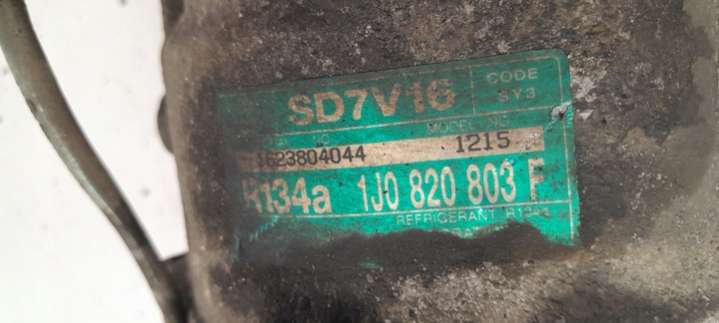 SD7V16
CODE
SY3
MODEL NO.
1623804044 1215
R134a 1J0 820 803 F
REFRIGERANT R134a